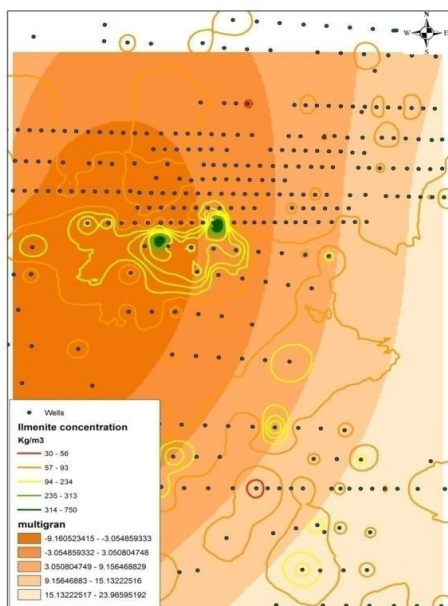 N
W E
S
Wells
Ilmenite concentration
Kg/m3
30 - 56
57 - 93
94 - 234
235 - 313
314 - 750
multigran
-9.160523415 - -3.054859333
-3.054859332 - 3.050804748
3.050804749 - 9.156468829
9.15646883 - 15.13222516
15.13222517 - 23.96595192